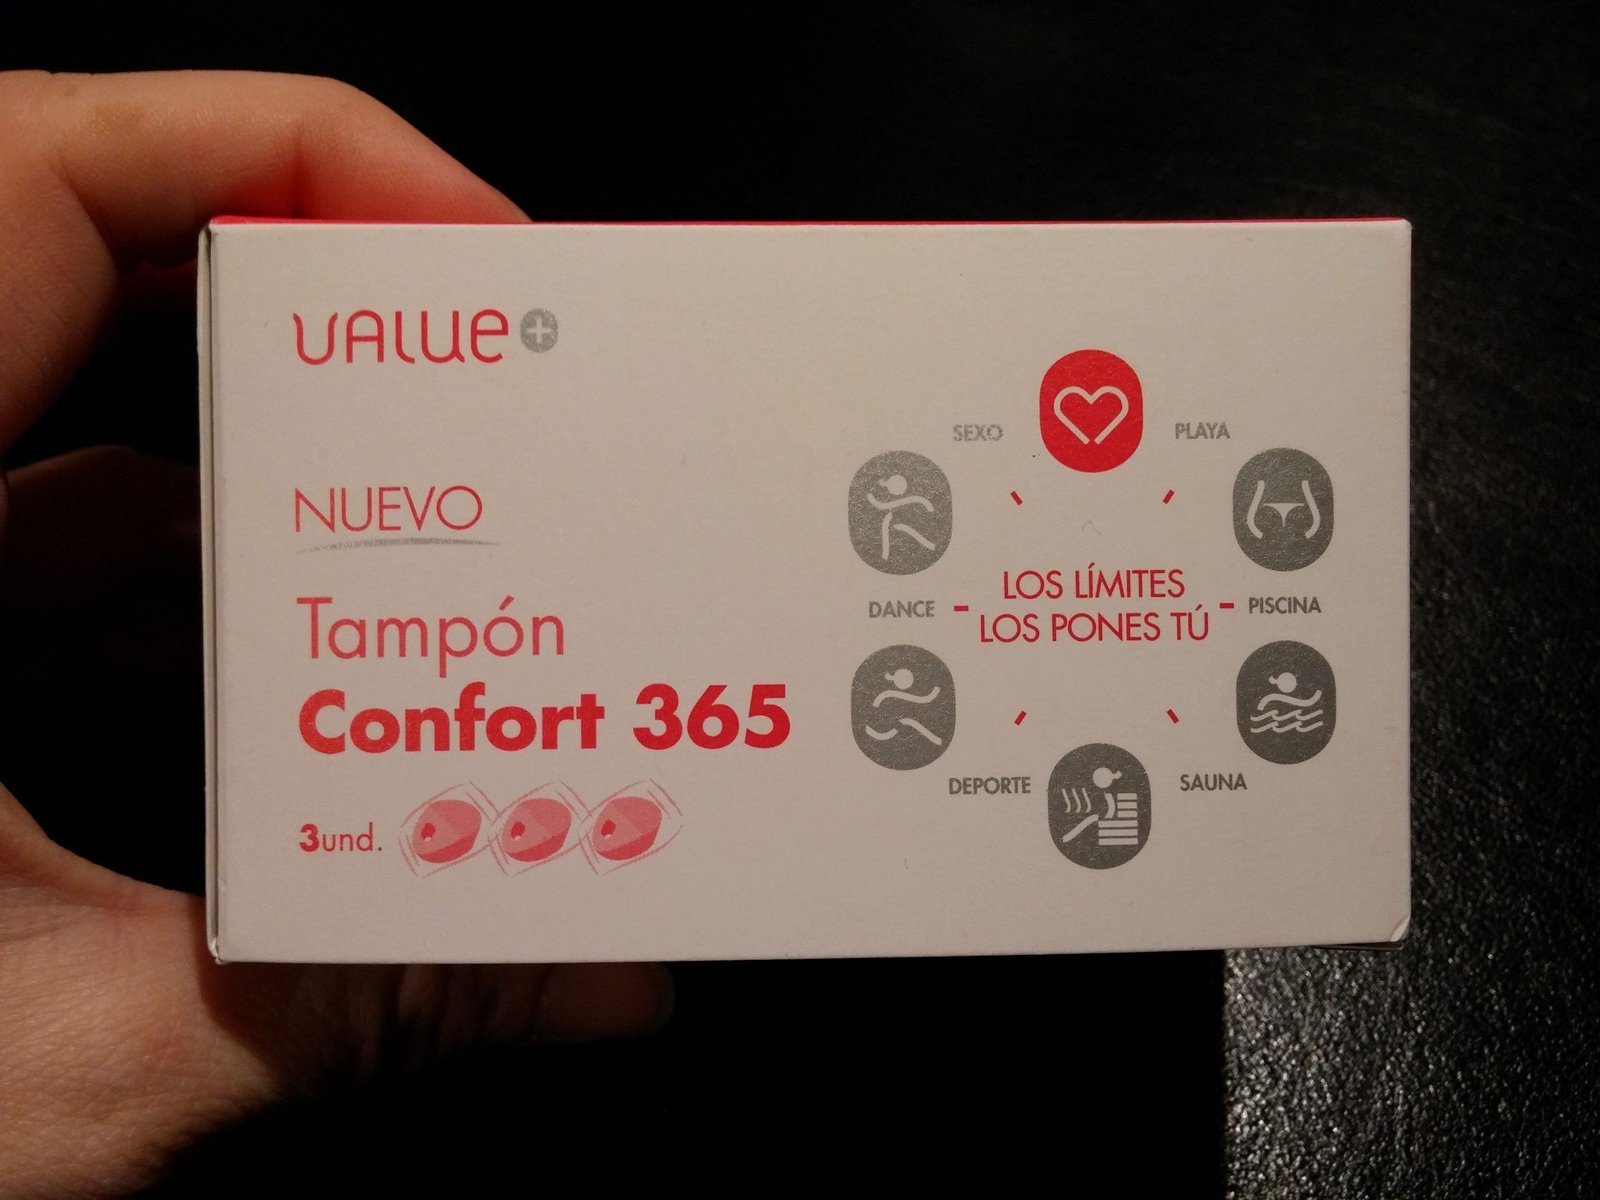 VALUE+
NUEVO
Tampón
Confort 365
3und.
SEXO
PLAYA
LOS LÍMITES
LOS PONES TÚ
DANCE
PISCINA
DEPORTE
SAUNA